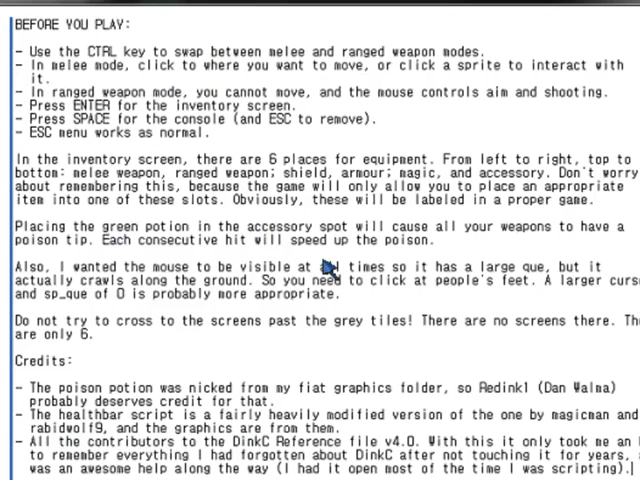 BEFORE YOU PLAY:
- Use the CTRL key to swap between melee and ranged weapon modes.
- In melee mode, click to where you want to move, or click a sprite to interact with
it.
- In ranged weapon mode, you cannot move, and the mouse controls aim and shooting.
- Press ENTER for the inventory screen.
- Press SPACE for the console (and ESC to remove).
- ESC menu works as normal.
In the inventory screen, there are 6 places for equipment. From left to right, top to
bottom: melee weapon, ranged weapon; shield, armour; magic, and accessory. Don't worry
about remembering this, because the game will only allow you to place an appropriate
item into one of these slots. Obviously, these will be labeled in a proper game.
Placing the green potion in the accessory spot will cause all your weapons to have a
poison tip. Each consecutive hit will speed up the poison.
Also, I wanted the mouse to be visible at all times so it has a large que, but it
actually crawls along the ground. So you need to click at people's feet. A larger curs
and sp_que of 0 is probably more appropriate.
Do not try to cross to the screens past the grey tiles! There are no screens there. Th
are only 6.
Credits:
- The poison potion was nicked from my fiat graphics folder, so Redink1 (Dan Walma)
probably deserves credit for that.
- The healthbar script is a fairly heavily modified version of the one by magicman and
rabidwolf9, and the graphics are from them.
- All the contributors to the DinkC Reference file v4.0. With this it only took me an
to remember everything I had forgotten about DinkC after not touching it for years,
was an awesome help along the way (I had it open most of the time I was scripting).